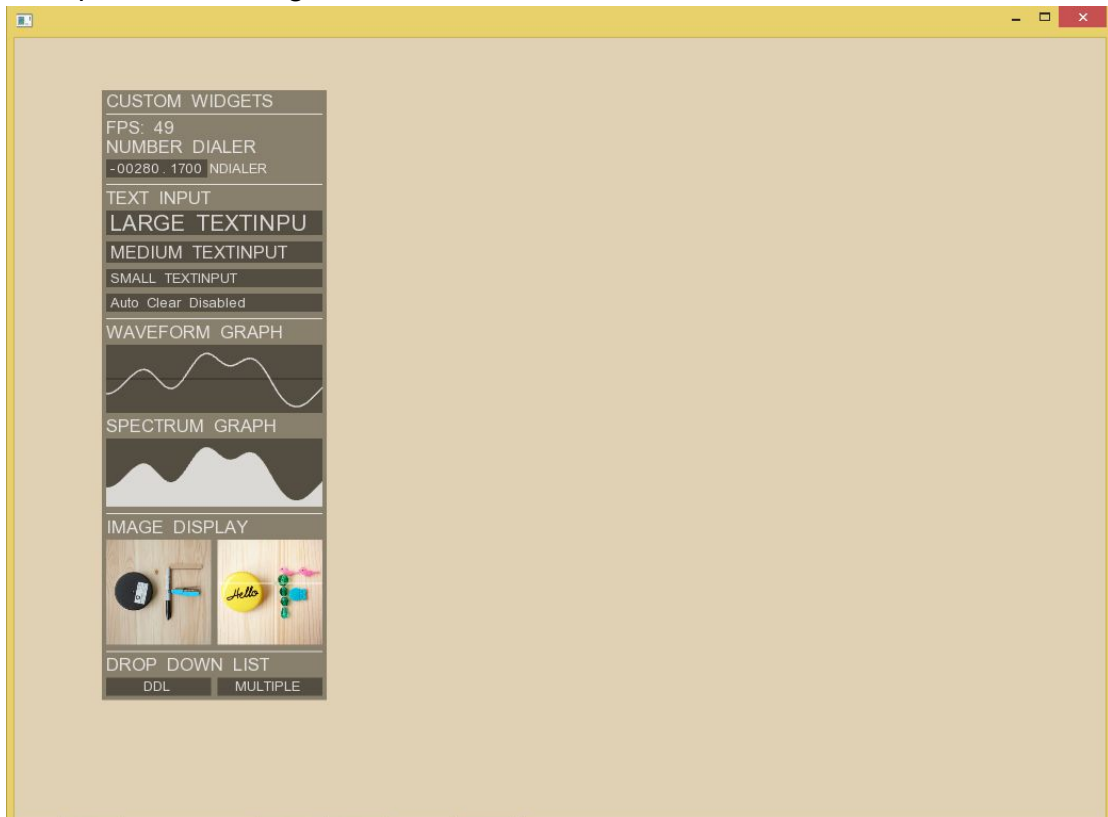 CUSTOM WIDGETS
FPS: 49
NUMBER DIALER
-00280.1700 NDIALER
TEXT INPUT
LARGE TEXTINPU
MEDIUM TEXTINPUT
SMALL TEXTINPUT
Auto Clear Disabled
WAVEFORM GRAPH
SPECTRUM GRAPH
IMAGE DISPLAY
Hello
DROP DOWN LIST
DDL MULTIPLE